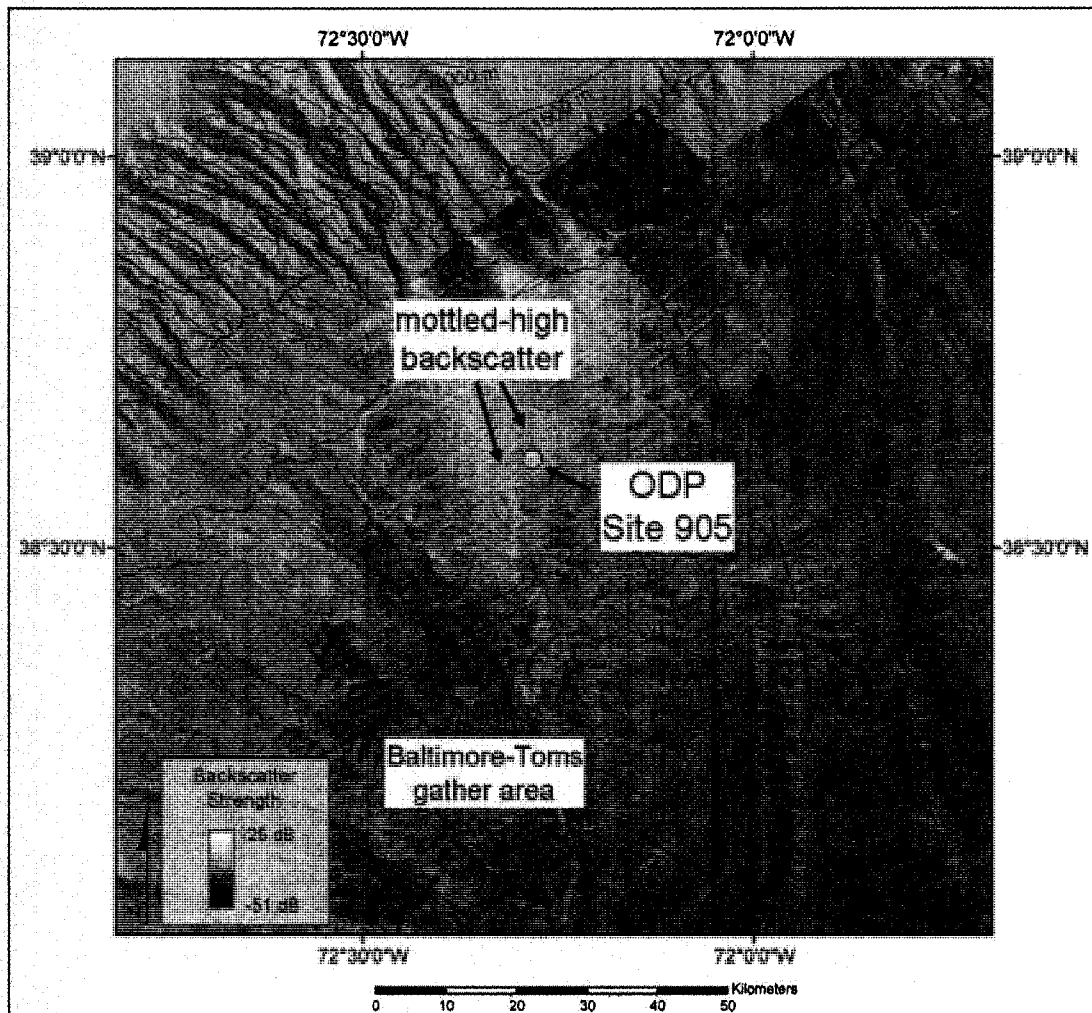 72°30'0"W
72°0'0"W
39°0'0"N
39°0'0"N
mottled-high
backscatter
ODP
Site 905
38°30'0"N
38°30'0"N
Baltimore-Toms
gather area
Backscatter
Strength
-25 dB
-51 dB
72°30'0"W
72°0'0"W
Kilometers
0 10 20 30 40 50